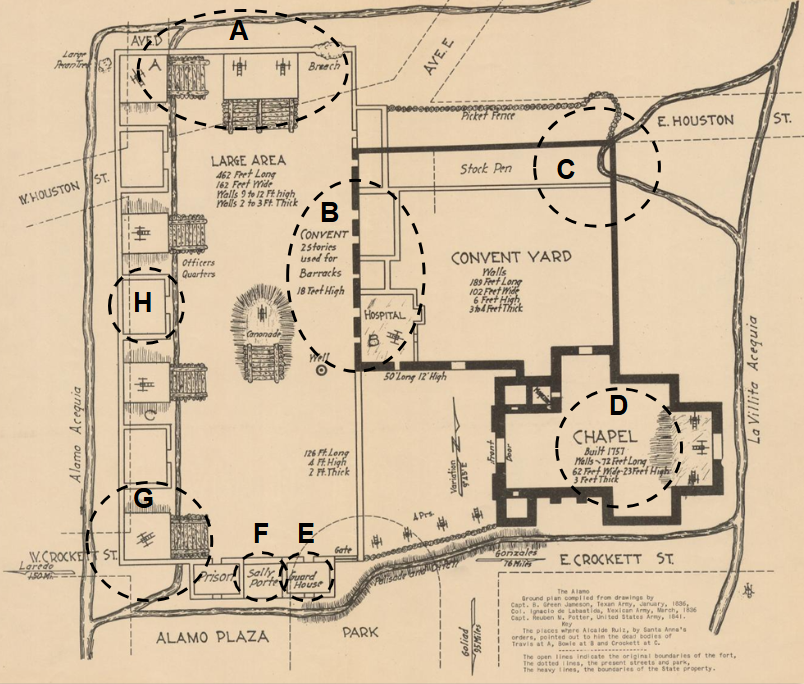 A
AVE D
Large
Pecan Tree
A
Breech
AVE. E
E. HOUSTON
ST.
Picket Fence
C
Stock Pen
LARGE AREA
462 Feet Long
162 Feet Wide
Walls 9 to 12 Ft. high
Walls 2 to 3 Ft. Thick
W. HOUSTON
ST.
B
CONVENT
2 Stories
used for
Barracks
18 Feet High
CONVENT YARD
Walls
189 Feet Long
102 Feet Wide
6 Feet High
3 to 4 Feet Thick
Officers
Quarters
H
HOSPITAL
Canonade
Well
50' Long 12' High
C
Alamo Acequia
La Villita Acequia
D
CHAPEL
Built 1757
Walls - 72 Feet Long
62 Feet Wide - 23 Feet High
3 Feet Thick
Front
Door
126 Ft. Long
4 Ft. High
2 Ft. Thick
Variation
N
G
F
E
4 Prs.
W. CROCKETT ST.
Laredo
150 Mi.
Prison
Sally
Porte
Guard
House
Gate
Palisade and Ditch
Gonzales
76 Miles
E. CROCKETT ST.
ALAMO PLAZA
PARK
Goliad
95 Miles
The Alamo
Ground plan compiled from drawings by
Capt. B. Green Jameson, Texan Army, January, 1836,
Col. Ignacio de Labastida, Mexican Army, March, 1836
Capt. Reuben M. Potter, United States Army, 1841.
Key
The places where Alcalde Ruiz, by Santa Anna's
orders, pointed out to him the dead bodies of
Travis at A, Bowie at B and Crockett at C.
The open lines indicate the original boundaries of the fort,
The dotted lines, the present streets and park,
The heavy lines, the boundaries of the State property.